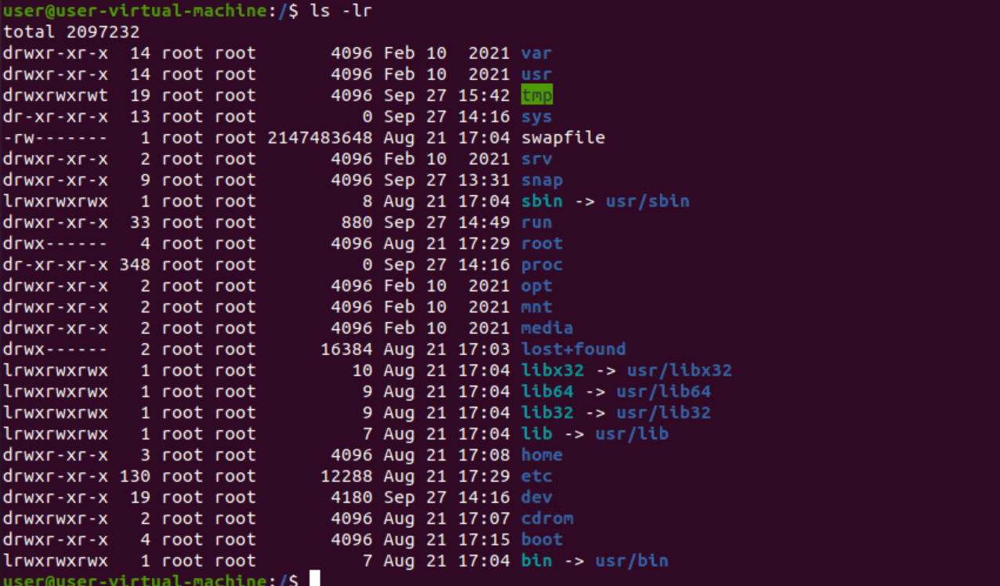 user@user-virtual-machine:/$ ls -lr
total 2097232
drwxr-xr-x  14 root root       4096 Feb 10  2021 var
drwxr-xr-x  14 root root       4096 Feb 10  2021 usr
drwxrwxrwt  19 root root       4096 Sep 27 15:42 tmp
dr-xr-xr-x  13 root root          0 Sep 27 14:16 sys
-rw-------   1 root root 2147483648 Aug 21 17:04 swapfile
drwxr-xr-x   2 root root       4096 Feb 10  2021 srv
drwxr-xr-x   9 root root       4096 Sep 27 13:31 snap
lrwxrwxrwx   1 root root          8 Aug 21 17:04 sbin -> usr/sbin
drwxr-xr-x  33 root root        880 Sep 27 14:49 run
drwx------   4 root root       4096 Aug 21 17:29 root
dr-xr-xr-x 348 root root          0 Sep 27 14:16 proc
drwxr-xr-x   2 root root       4096 Feb 10  2021 opt
drwxr-xr-x   2 root root       4096 Feb 10  2021 mnt
drwxr-xr-x   2 root root       4096 Feb 10  2021 media
drwx------   2 root root      16384 Aug 21 17:03 lost+found
lrwxrwxrwx   1 root root         10 Aug 21 17:04 libx32 -> usr/libx32
lrwxrwxrwx   1 root root          9 Aug 21 17:04 lib64 -> usr/lib64
lrwxrwxrwx   1 root root          9 Aug 21 17:04 lib32 -> usr/lib32
lrwxrwxrwx   1 root root          7 Aug 21 17:04 lib -> usr/lib
drwxr-xr-x   3 root root       4096 Aug 21 17:08 home
drwxr-xr-x 130 root root      12288 Aug 21 17:29 etc
drwxr-xr-x  19 root root       4180 Sep 27 14:16 dev
drwxrwxr-x   2 root root       4096 Aug 21 17:07 cdrom
drwxr-xr-x   4 root root       4096 Aug 21 17:15 boot
lrwxrwxrwx   1 root root          7 Aug 21 17:04 bin -> usr/bin
user@user-virtual-machine:/$